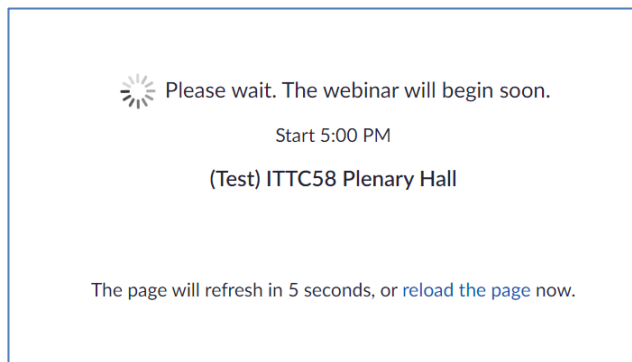 Please wait. The webinar will begin soon.
Start 5:00 PM
(Test) ITTC58 Plenary Hall
The page will refresh in 5 seconds, or reload the page now.